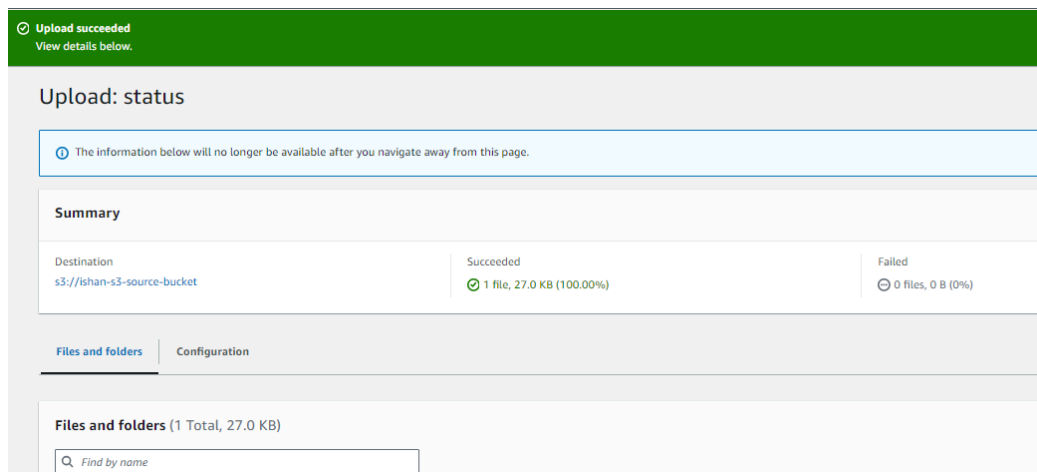 Upload succeeded
View details below.
Upload: status
The information below will no longer be available after you navigate away from this page.
Summary
Destination
s3://ishan-s3-source-bucket
Succeeded
1 file, 27.0 KB (100.00%)
Failed
0 files, 0 B (0%)
Files and folders
Configuration
Files and folders (1 Total, 27.0 KB)
Find by name